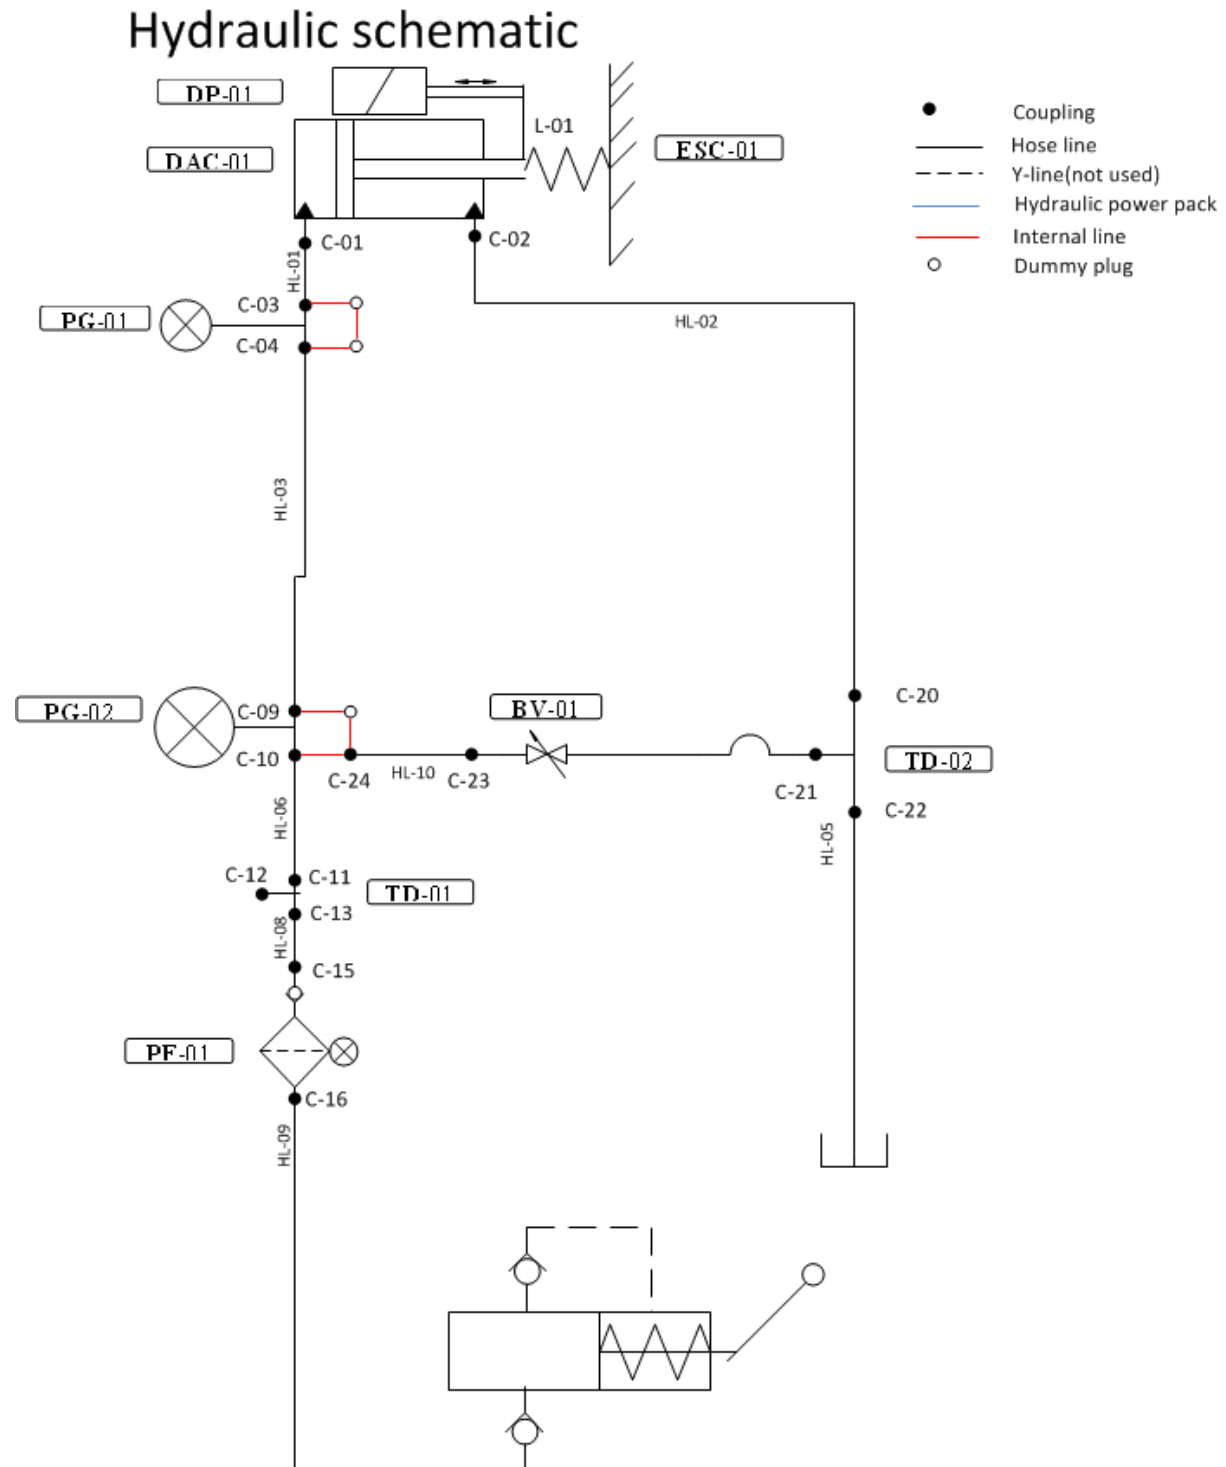 Hydraulic schematic
DP-01
DAC-01
L-01
ESC-01
Coupling
Hose line
Y-line(not used)
Hydraulic power pack
Internal line
Dummy plug
C-01
C-02
HL-01
C-03
PG-01
C-04
HL-02
HL-03
PG-02
C-09
BV-01
C-20
C-10
C-24
HL-10
C-23
C-21
TD-02
C-22
HL-06
HL-05
C-12
C-11
TD-01
C-13
HL-08
C-15
PF-01
C-16
HL-09